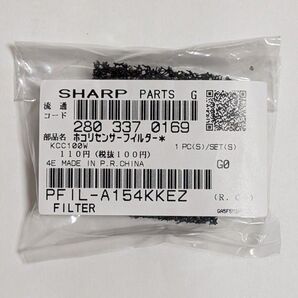 SHARP PARTS G
流通
コード 280 337 0169
部品名 ホコリセンサーフィルター*
KCC100W 1 PC(S)/SET(S)
110円(税抜100円)
4E MADE IN P.R.CHINA G0
PFIL-A154KKEZ
FILTER